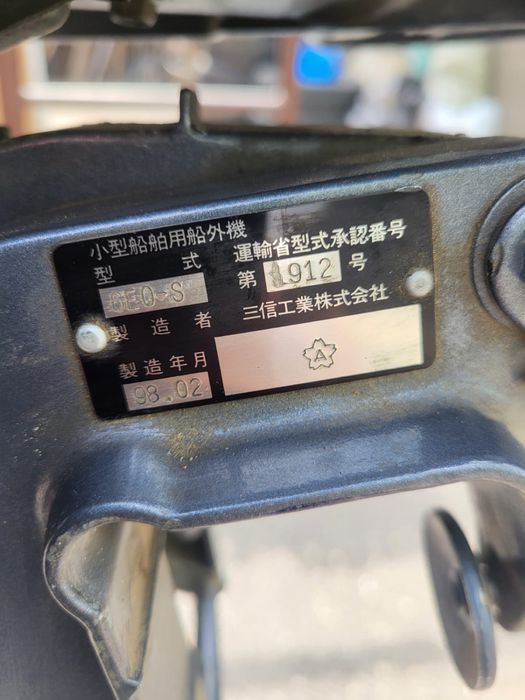 小型船舶用船外機
型式 運輸省型式承認番号
6E0-S 第 1912 号
製造者 三信工業株式会社
製造年月 A
98.02